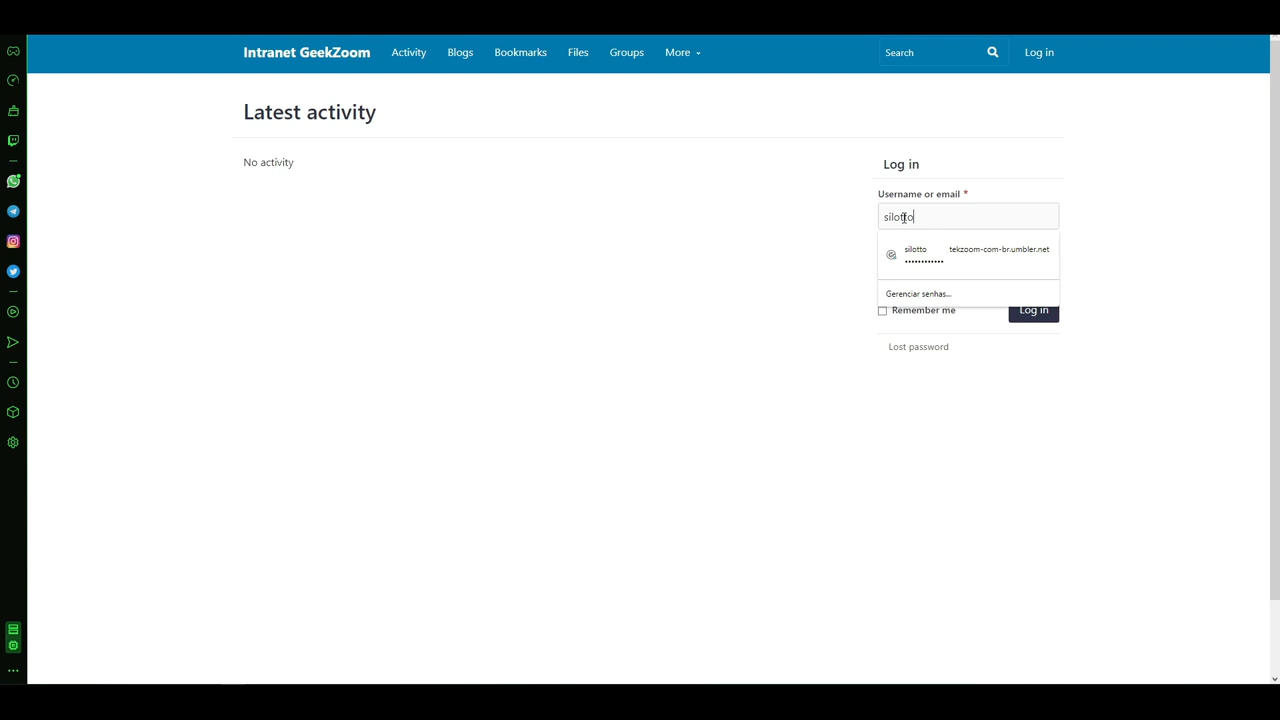 Intranet GeekZoom Activity Blogs Bookmarks Files Groups More Search Log in
Latest activity
No activity
Log in
Username or email *
silotto
silotto tekzoom-com-br.umbler.net
••••••••••••
Gerenciar senhas...
Remember me Log in
Lost password